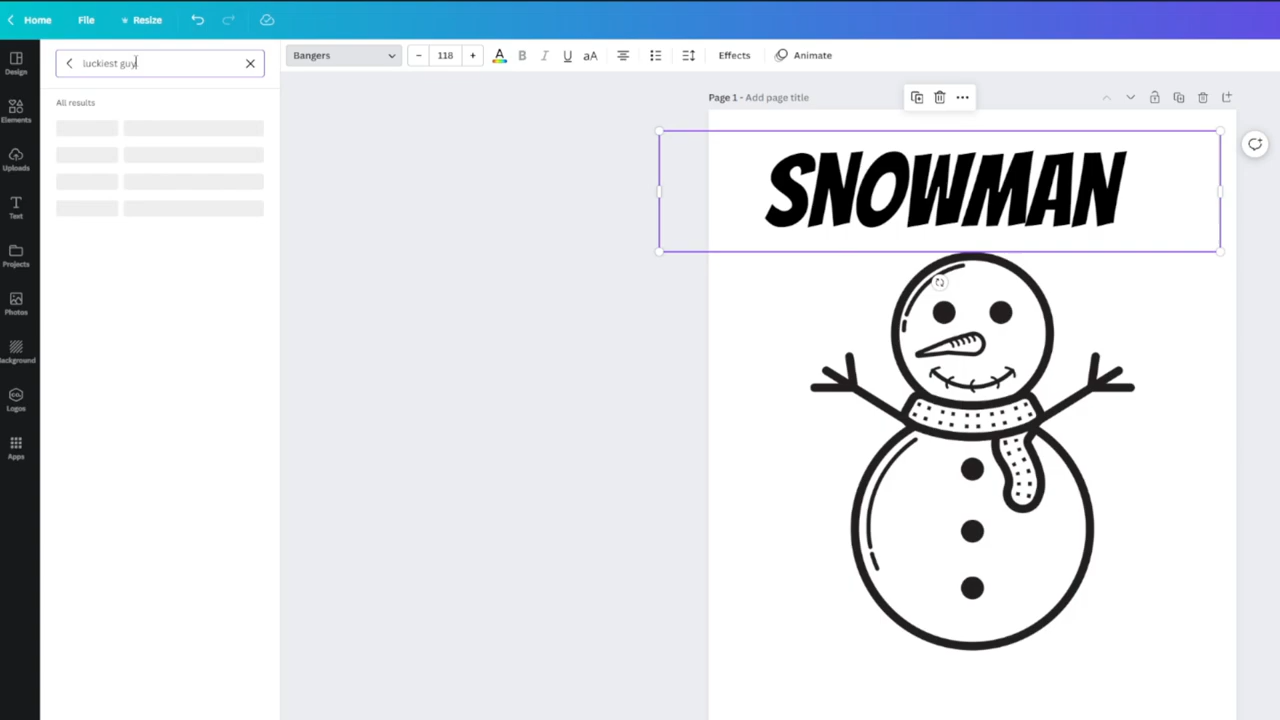 Home File Resize
luckiest guy
Bangers 118 A B I U aA Effects Animate
Design
Elements
Uploads
Text
Projects
Photos
Background
Logos
Apps
All results
Page 1 - Add page title
SNOWMAN